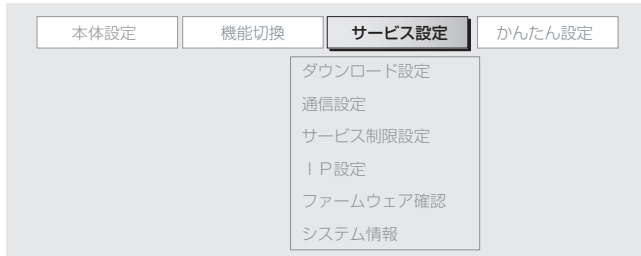 本体設定 機能切換 サービス設定 かんたん設定
ダウンロード設定
通信設定
サービス制限設定
ＩＰ設定
ファームウェア確認
システム情報